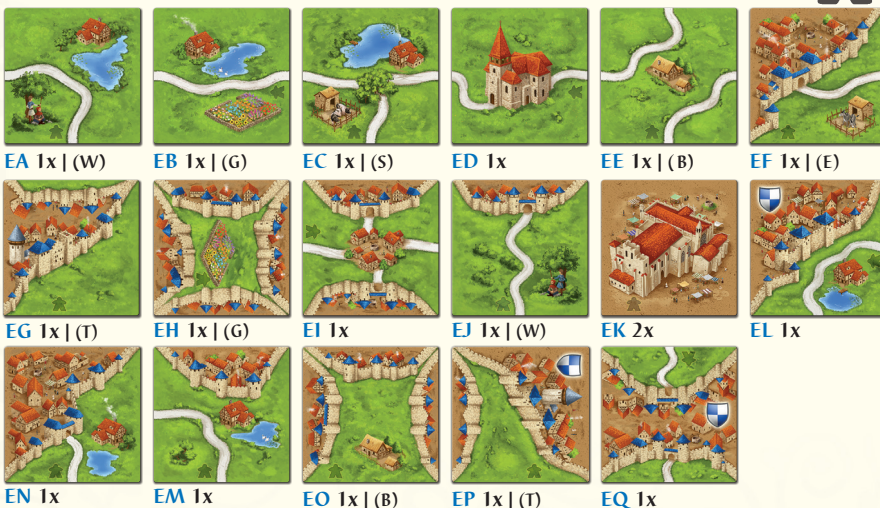 EA 1x | (W) EB 1x | (G) EC 1x | (S) ED 1x EE 1x | (B) EF 1x | (E)
EG 1x | (T) EH 1x | (G) EI 1x EJ 1x | (W) EK 2x EL 1x
EN 1x EM 1x EO 1x | (B) EP 1x | (T) EQ 1x